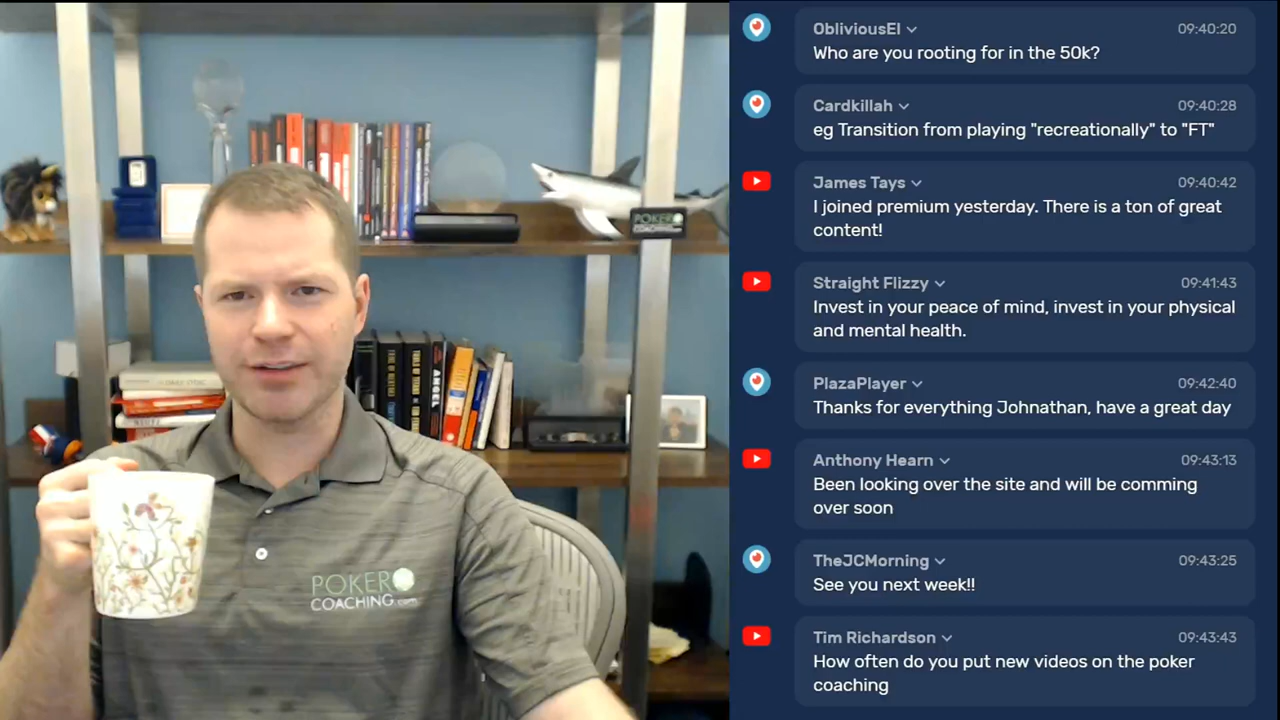 POKER
COACHING
POKER
COACHING.com
ANGEL
OblivousEl 09:40:20
Who are you rooting for in the 50k?
Cardkillah 09:40:28
eg Transition from playing "recreationally" to "FT"
James Tays 09:40:42
I joined premium yesterday. There is a ton of great
content!
Straight Flizzy 09:41:43
Invest in your peace of mind, invest in your physical
and mental health.
PlazaPlayer 09:42:40
Thanks for everything Johnathan, have a great day
Anthony Hearn 09:43:13
Been looking over the site and will be comming
over soon
TheJCMorning 09:43:25
See you next week!!
Tim Richardson 09:43:43
How often do you put new videos on the poker
coaching